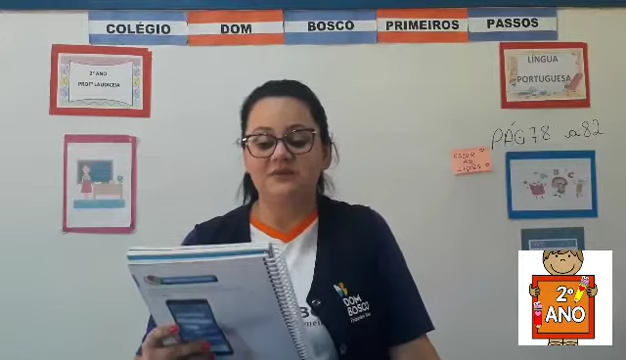 COLÉGIO DOM BOSCO PRIMEIROS PASSOS
2º ANO
LÍNGUA
PORTUGUESA
PÁG 78 a 82
DOM
BOSCO
2º
ANO